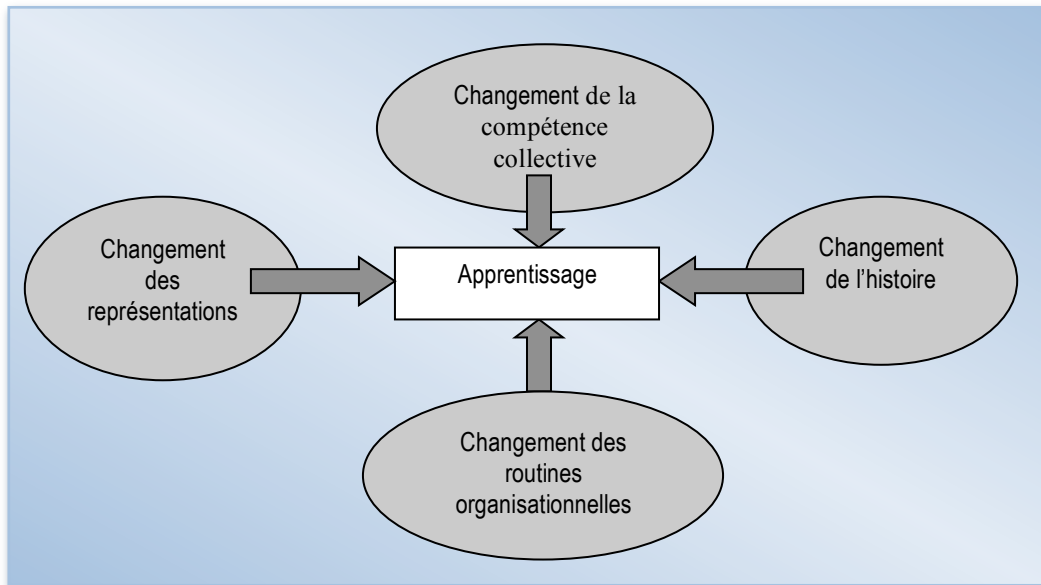 Changement de la
compétence
collective
Changement
des
représentations
Apprentissage
Changement
de l’histoire
Changement des
routines
organisationnelles